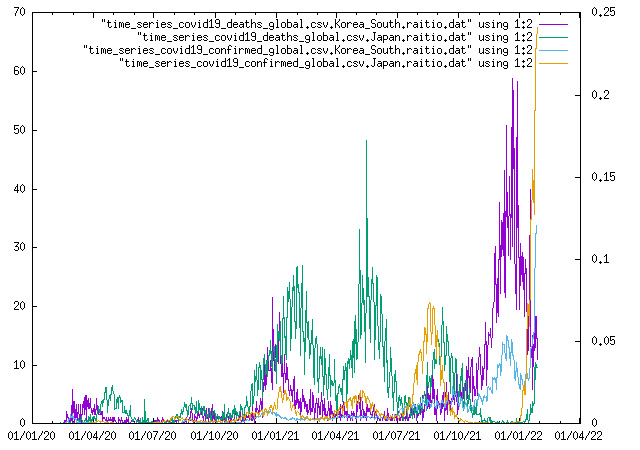 70
60
50
40
30
20
10
0
"time_series_covid19_deaths_global.csv.Korea_South.raitio.dat" using 1:2
"time_series_covid19_deaths_global.csv.Japan.raitio.dat" using 1:2
"time_series_covid19_confirmed_global.csv.Korea_South.raitio.dat" using 1:2
"time_series_covid19_confirmed_global.csv.Japan.raitio.dat" using 1:2
0.25
0.2
0.15
0.1
0.05
0
01/01/20 01/04/20 01/07/20 01/10/20 01/01/21 01/04/21 01/07/21 01/10/21 01/01/22 01/04/22